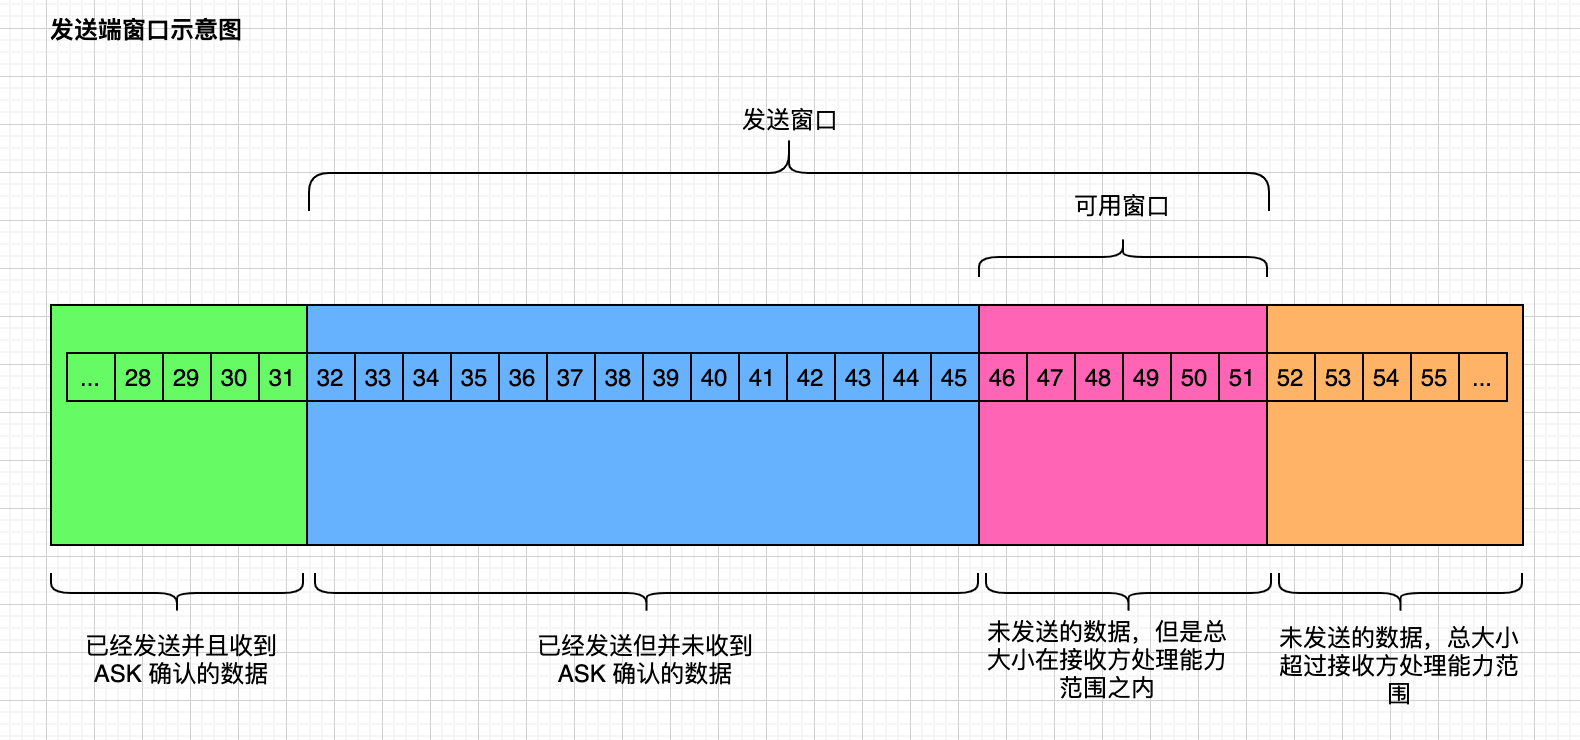 发送端窗口示意图
发送窗口
可用窗口
... 28 29 30 31 32 33 34 35 36 37 38 39 40 41 42 43 44 45 46 47 48 49 50 51 52 53 54 55 ...
已经发送并且收到
ASK 确认的数据
已经发送但并未收到
ASK 确认的数据
未发送的数据，但是总
大小在接收方处理能力
范围之内
未发送的数据，总大小
超过接收方处理能力范
围